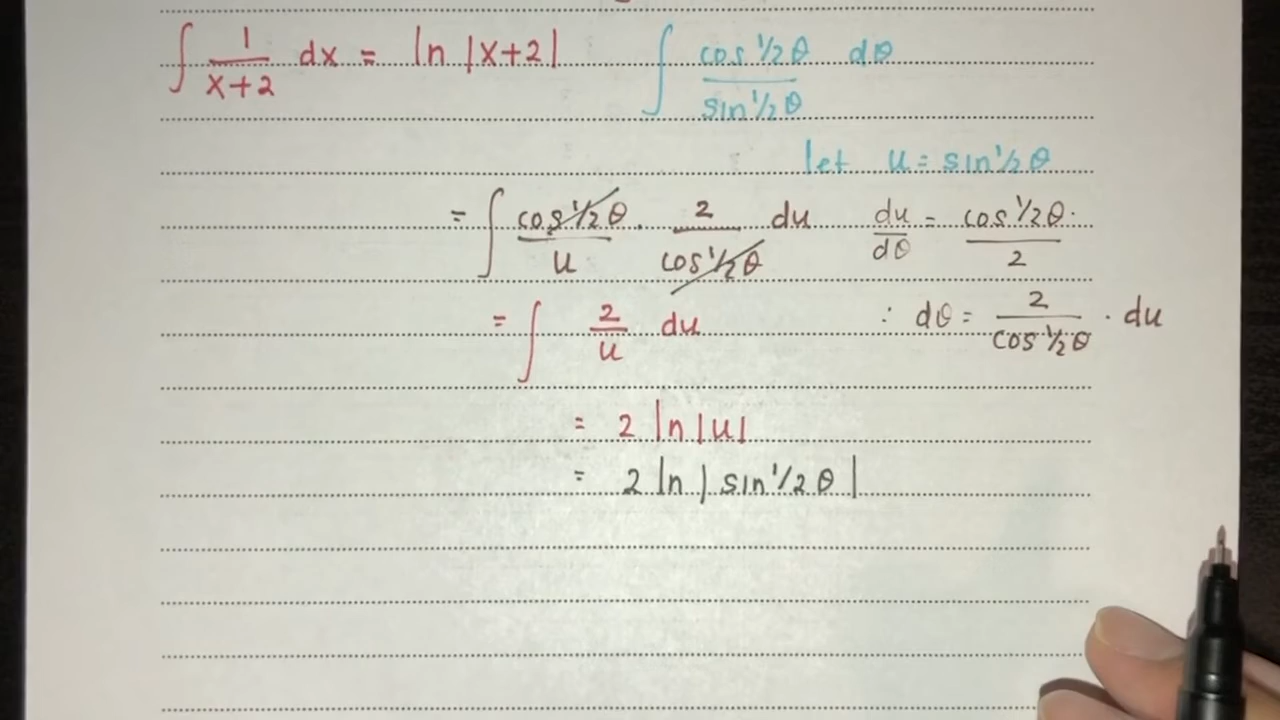 ∫ 1/(x+2) dx = ln |x+2|
∫ cos ½θ / sin ½θ dθ
let u = sin ½θ
= ∫ cos ½θ / u · 2 / cos ½θ du
du/dθ = cos ½θ · / 2
= ∫ 2/u du
∴ dθ = 2 / cos ½θ · du
= 2 ln |u|
= 2 ln | sin ½θ |